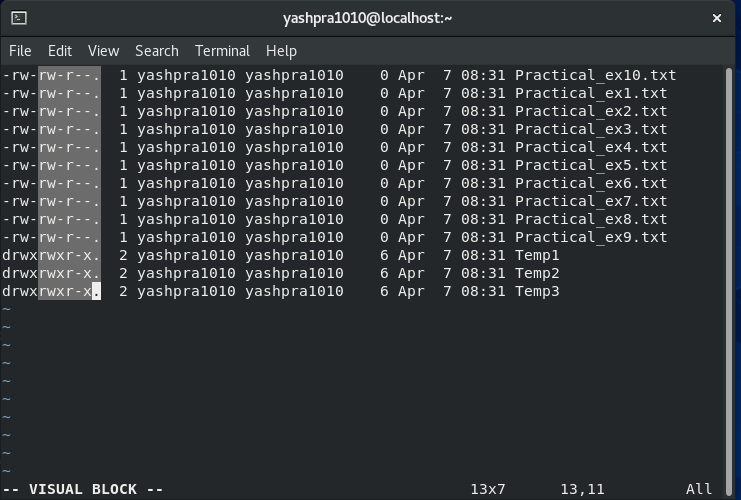 yashpra1010@localhost:~
File Edit View Search Terminal Help
-rw-rw-r--.  1 yashpra1010 yashpra1010    0 Apr  7 08:31 Practical_ex10.txt
-rw-rw-r--.  1 yashpra1010 yashpra1010    0 Apr  7 08:31 Practical_ex1.txt
-rw-rw-r--.  1 yashpra1010 yashpra1010    0 Apr  7 08:31 Practical_ex2.txt
-rw-rw-r--.  1 yashpra1010 yashpra1010    0 Apr  7 08:31 Practical_ex3.txt
-rw-rw-r--.  1 yashpra1010 yashpra1010    0 Apr  7 08:31 Practical_ex4.txt
-rw-rw-r--.  1 yashpra1010 yashpra1010    0 Apr  7 08:31 Practical_ex5.txt
-rw-rw-r--.  1 yashpra1010 yashpra1010    0 Apr  7 08:31 Practical_ex6.txt
-rw-rw-r--.  1 yashpra1010 yashpra1010    0 Apr  7 08:31 Practical_ex7.txt
-rw-rw-r--.  1 yashpra1010 yashpra1010    0 Apr  7 08:31 Practical_ex8.txt
-rw-rw-r--.  1 yashpra1010 yashpra1010    0 Apr  7 08:31 Practical_ex9.txt
drwxrwxr-x.  2 yashpra1010 yashpra1010    6 Apr  7 08:31 Temp1
drwxrwxr-x.  2 yashpra1010 yashpra1010    6 Apr  7 08:31 Temp2
drwxrwxr-x.  2 yashpra1010 yashpra1010    6 Apr  7 08:31 Temp3
~
~
~
~
~
~
~
~
~
~
-- VISUAL BLOCK --    13x7    13,11    All